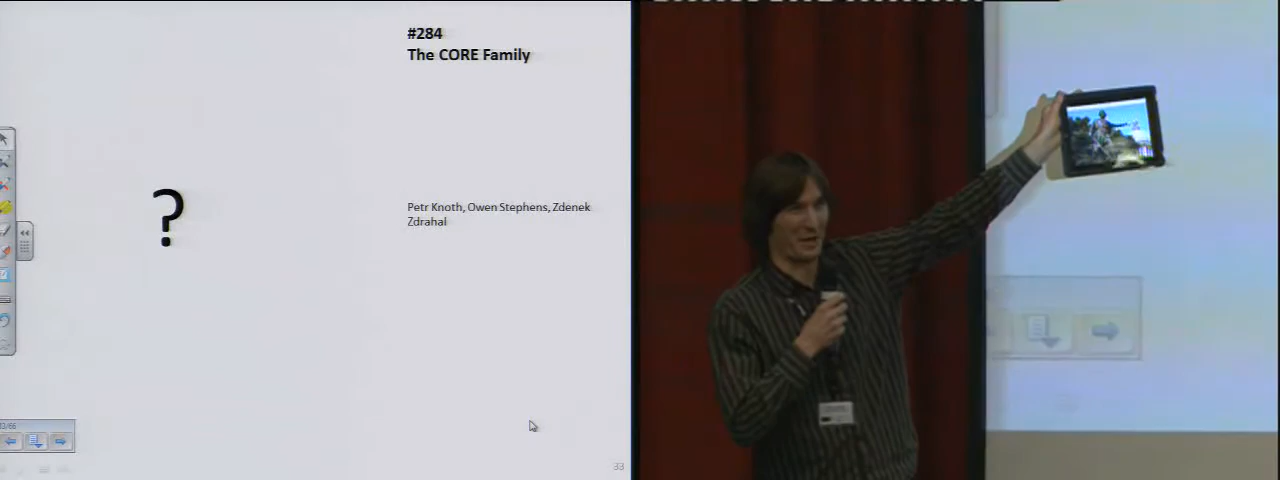 #284
The CORE Family
?
Petr Knoth, Owen Stephens, Zdenek
Zdrahal
33